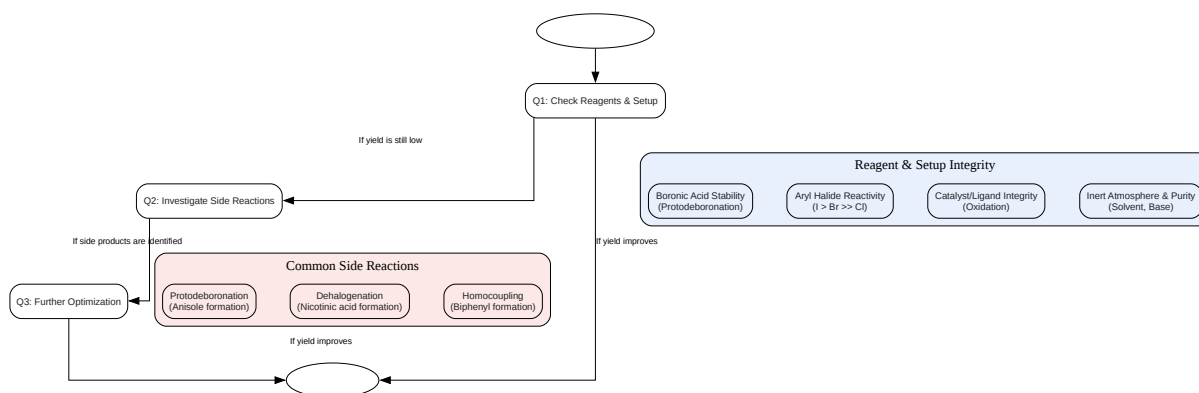 Q1: Check Reagents & Setup
If yield is still low
Reagent & Setup Integrity
Boronic Acid Stability
(Protodeboronation)
Aryl Halide Reactivity
(I > Br >> Cl)
Catalyst/Ligand Integrity
(Oxidation)
Inert Atmosphere & Purity
(Solvent, Base)
Q2: Investigate Side Reactions
If side products are identified
If yield improves
Common Side Reactions
Protodeboronation
(Anisole formation)
Dehalogenation
(Nicotinic acid formation)
Homocoupling
(Biphenyl formation)
Q3: Further Optimization
If yield improves